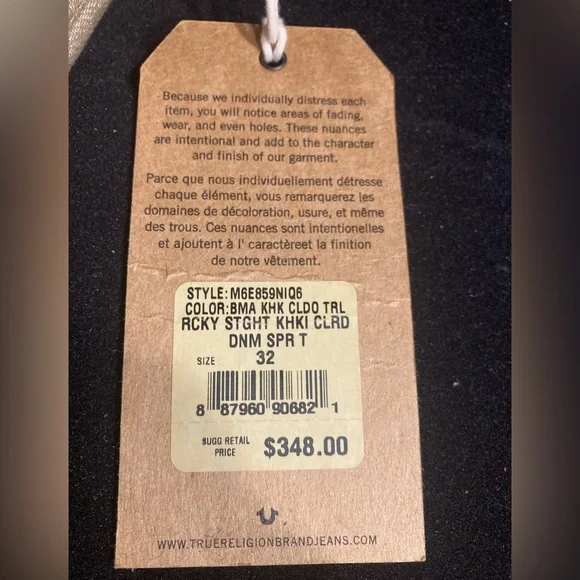 Because we individually distress each
item, you will notice areas of fading,
wear, and even holes. These nuances
are intentional and add to the character
and finish of our garment.
Parce que nous individuellement détresse
chaque élément, vous remarquerez les
domaines de décoloration, usure, et même
des trous. Ces nuances sont intentionelles
et ajoutent à l' caractèreet la finition
de notre vêtement.
STYLE: M6E859NIQ6
COLOR: BMA KHK CLDO TRL
RCKY STGHT KHKI CLRD
DNM SPR T
SIZE 32
8 87960 90682 1
SUGG RETAIL
PRICE $348.00
WWW.TRUERELIGIONBRANDJEANS.COM